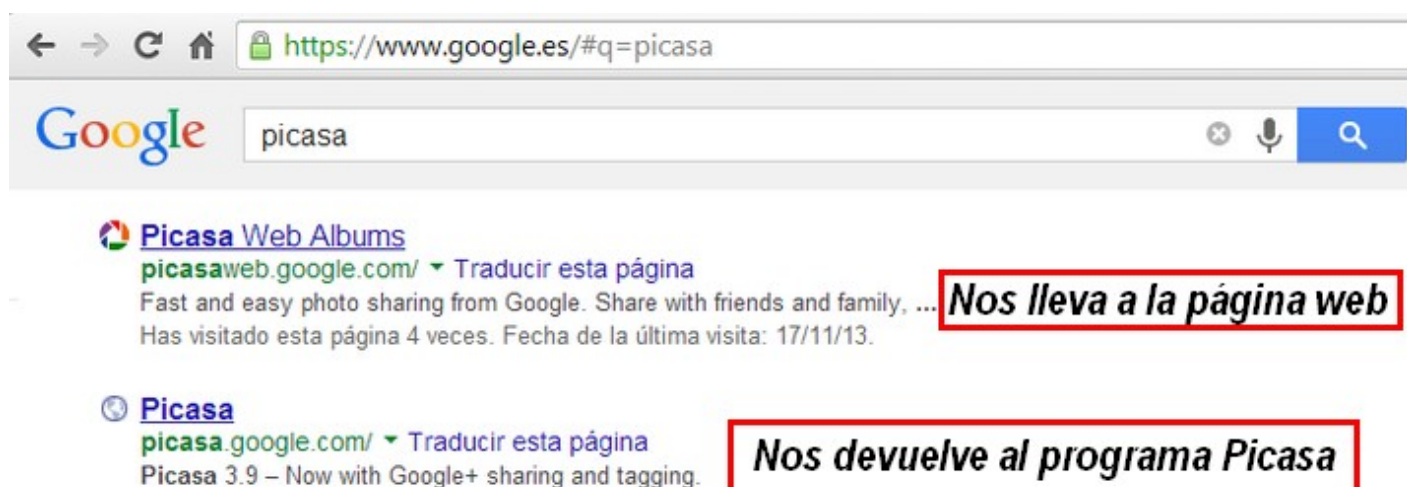 https://www.google.es/#q=picasa
Google picasa
Picasa Web Albums
picasaweb.google.com/ Traducir esta página
Fast and easy photo sharing from Google. Share with friends and family, ... Nos lleva a la página web
Has visitado esta página 4 veces. Fecha de la última visita: 17/11/13.
Picasa
picasa.google.com/ Traducir esta página
Nos devuelve al programa Picasa
Picasa 3.9 – Now with Google+ sharing and tagging.